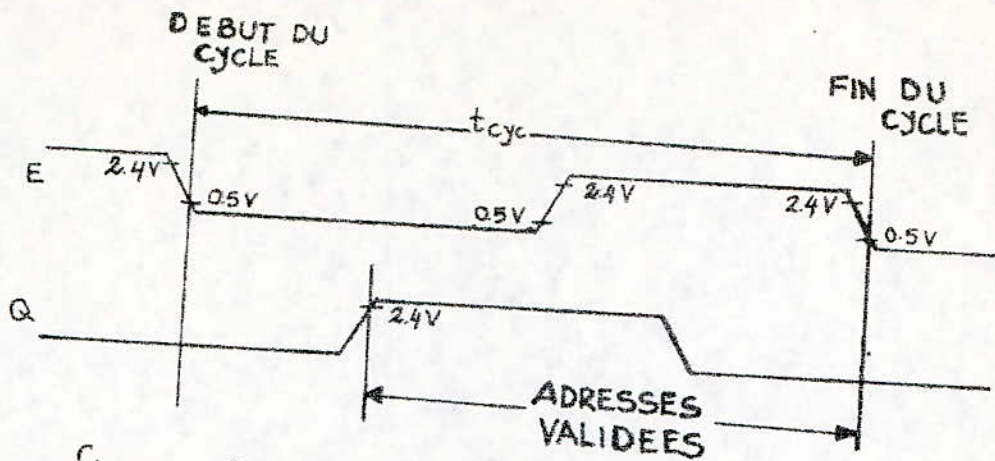 DEBUT DU
CYCLE
FIN DU
CYCLE
tcyc
E
2.4V
0.5V
0.5V
2.4V
2.4V
0.5V
Q
2.4V
ADRESSES
VALIDEES